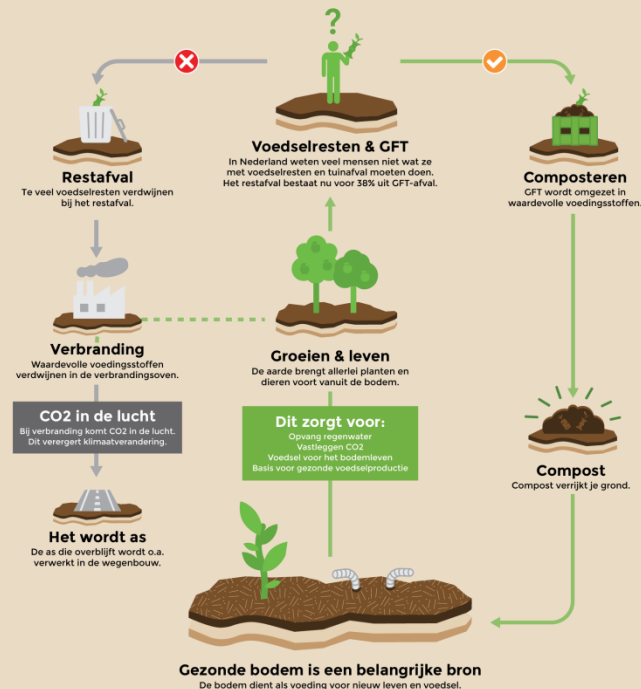 ?
Voedselresten & GFT
In Nederland weten veel mensen niet wat ze
met voedselresten en tuinafval moeten doen.
Het restafval bestaat nu voor 38% uit GFT-afval.
Restafval
Te veel voedselresten verdwijnen
bij het restafval.
Composteren
GFT wordt omgezet in
waardevolle voedingsstoffen.
Verbranding
Waardevolle voedingsstoffen
verdwijnen in de verbrandingsoven.
Groeien & leven
De aarde brengt allerlei planten en
dieren voort vanuit de bodem.
CO2 in de lucht
Bij verbranding komt CO2 in de lucht.
Dit verergert klimaatverandering.
Dit zorgt voor:
Opvang regenwater
Vastleggen CO2
Voedsel voor het bodemleven
Basis voor gezonde voedselproductie
Compost
Compost verrijkt je grond.
Het wordt as
De as die overblijft wordt o.a.
verwerkt in de wegenbouw.
Gezonde bodem is een belangrijke bron
De bodem dient als voeding voor nieuw leven en voedsel.